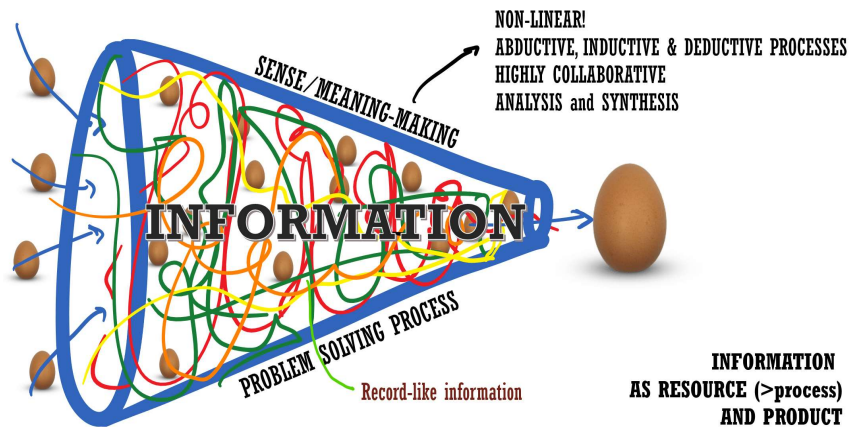 NON-LINEAR!
ABDUCTIVE, INDUCTIVE & DEDUCTIVE PROCESSES
HIGHLY COLLABORATIVE
ANALYSIS and SYNTHESIS
SENSE/MEANING-MAKING
INFORMATION
PROBLEM SOLVING PROCESS
Record-like information
INFORMATION
AS RESOURCE (>process)
AND PRODUCT